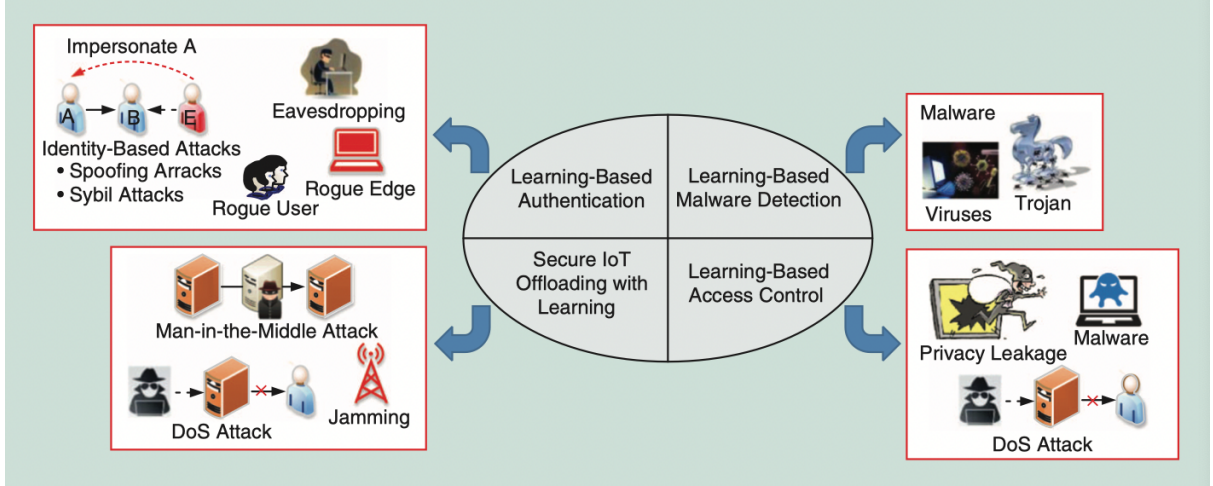 Impersonate A
A
B
E
Eavesdropping
Identity-Based Attacks
• Spoofing Arracks
• Sybil Attacks
Rogue User
Rogue Edge
Learning-Based
Authentication
Learning-Based
Malware Detection
Secure IoT
Offloading with
Learning
Learning-Based
Access Control
Malware
Viruses
Trojan
Man-in-the-Middle Attack
DoS Attack
Jamming
Privacy Leakage
Malware
DoS Attack